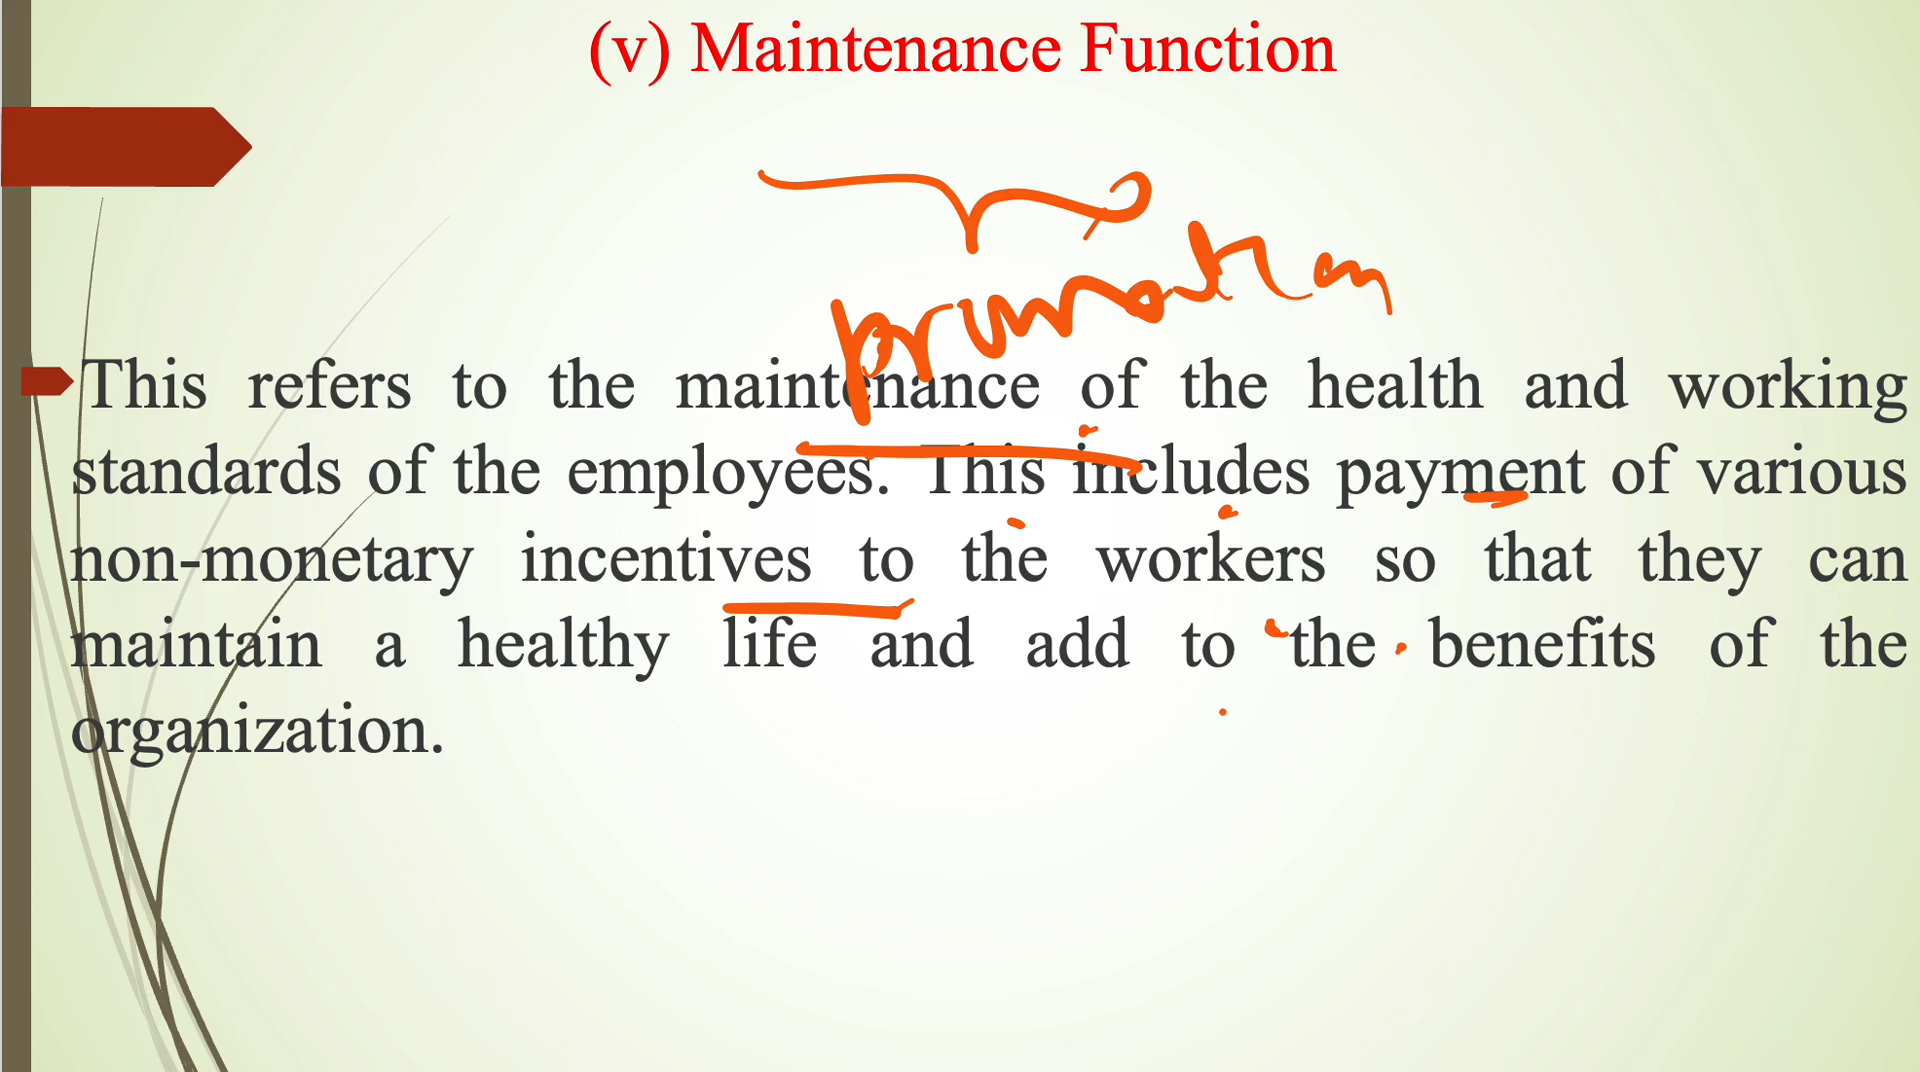 (v) Maintenance Function
promotion
This refers to the maintenance of the health and working
standards of the employees. This includes payment of various
non-monetary incentives to the workers so that they can
maintain a healthy life and add to the benefits of the
organization.